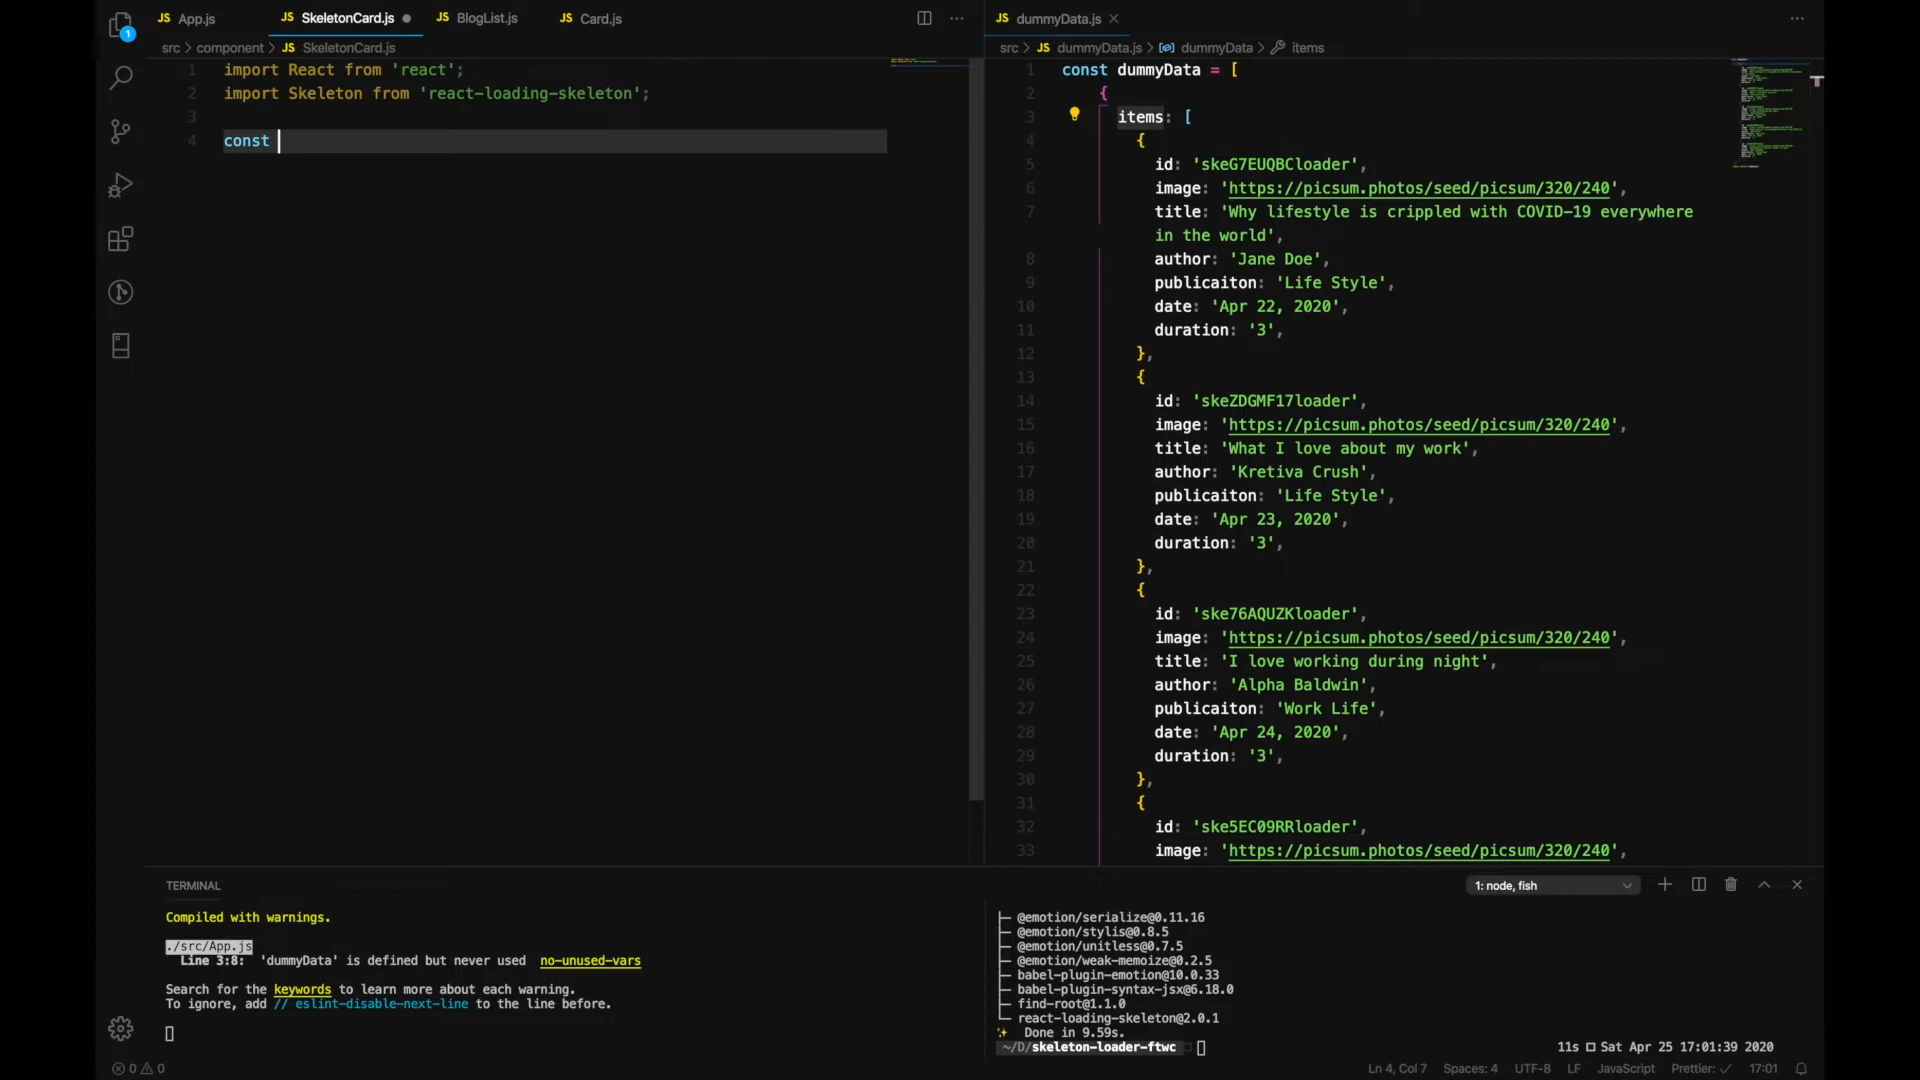 JS App.js
JS SkeletonCard.js
JS BlogList.js
JS Card.js
src > component > JS SkeletonCard.js
1 import React from 'react';
2 import Skeleton from 'react-loading-skeleton';
3
4 const
JS dummyData.js
src > JS dummyData.js > dummyData > items
1 const dummyData = [
2 {
3 items: [
4 {
5 id: 'skeG7EUQBCloader',
6 image: 'https://picsum.photos/seed/picsum/320/240',
7 title: 'Why lifestyle is crippled with COVID-19 everywhere
in the world',
8 author: 'Jane Doe',
9 publicaiton: 'Life Style',
10 date: 'Apr 22, 2020',
11 duration: '3',
12 },
13 {
14 id: 'skeZDGMF17loader',
15 image: 'https://picsum.photos/seed/picsum/320/240',
16 title: 'What I love about my work',
17 author: 'Kretiva Crush',
18 publicaiton: 'Life Style',
19 date: 'Apr 23, 2020',
20 duration: '3',
21 },
22 {
23 id: 'ske76AQUZKloader',
24 image: 'https://picsum.photos/seed/picsum/320/240',
25 title: 'I love working during night',
26 author: 'Alpha Baldwin',
27 publicaiton: 'Work Life',
28 date: 'Apr 24, 2020',
29 duration: '3',
30 },
31 {
32 id: 'ske5EC09RRloader',
33 image: 'https://picsum.photos/seed/picsum/320/240',
TERMINAL
1: node, fish
Compiled with warnings.
./src/App.js
Line 3:8: 'dummyData' is defined but never used no-unused-vars
Search for the keywords to learn more about each warning.
To ignore, add // eslint-disable-next-line to the line before.
├─ @emotion/serialize@0.11.16
├─ @emotion/stylis@0.8.5
├─ @emotion/unitless@0.7.5
├─ @emotion/weak-memoize@0.2.5
├─ babel-plugin-emotion@10.0.33
├─ babel-plugin-syntax-jsx@6.18.0
├─ find-root@1.1.0
└─ react-loading-skeleton@2.0.1
Done in 9.59s.
~/D/skeleton-loader-ftwc
11s Sat Apr 25 17:01:39 2020
0 0
Ln 4, Col 7
Spaces: 4
UTF-8
LF
JavaScript
Prettier: ✓
17:01
1